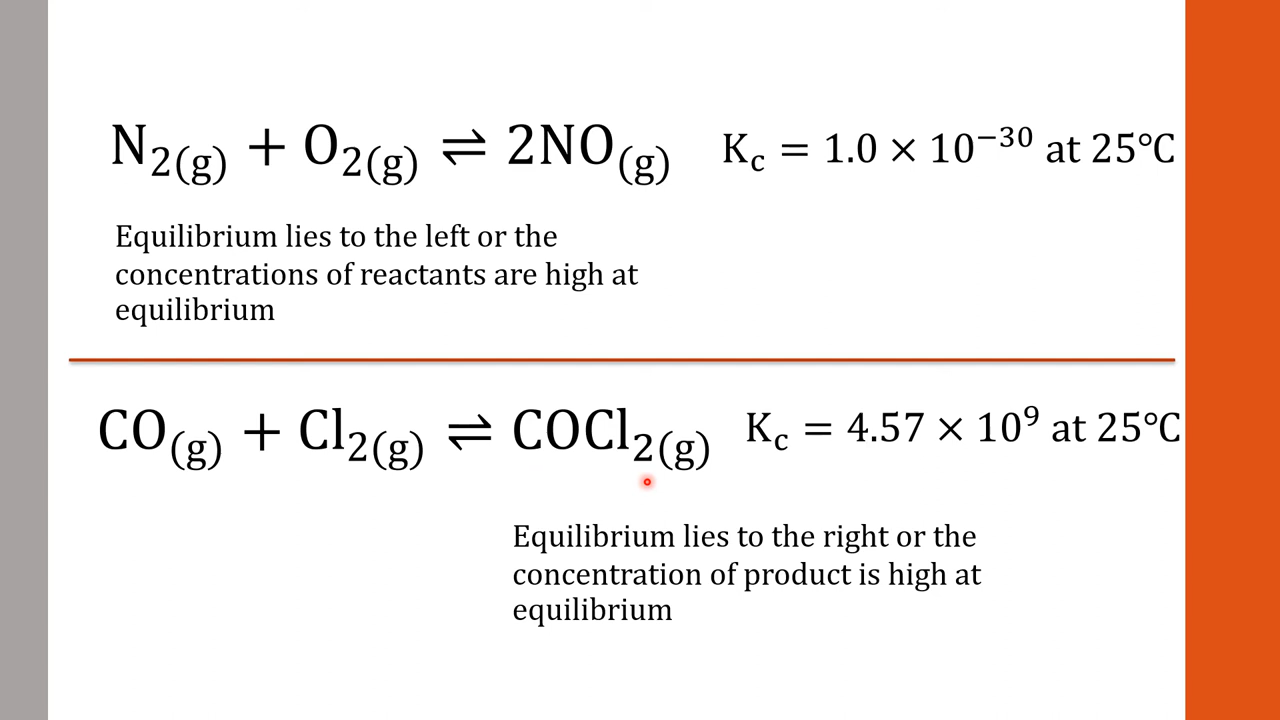 N₂(g) + O₂(g) ⇌ 2NO(g) K_c = 1.0 × 10⁻³⁰ at 25℃
Equilibrium lies to the left or the
concentrations of reactants are high at
equilibrium
CO(g) + Cl₂(g) ⇌ COCl₂(g) K_c = 4.57 × 10⁹ at 25℃
Equilibrium lies to the right or the
concentration of product is high at
equilibrium